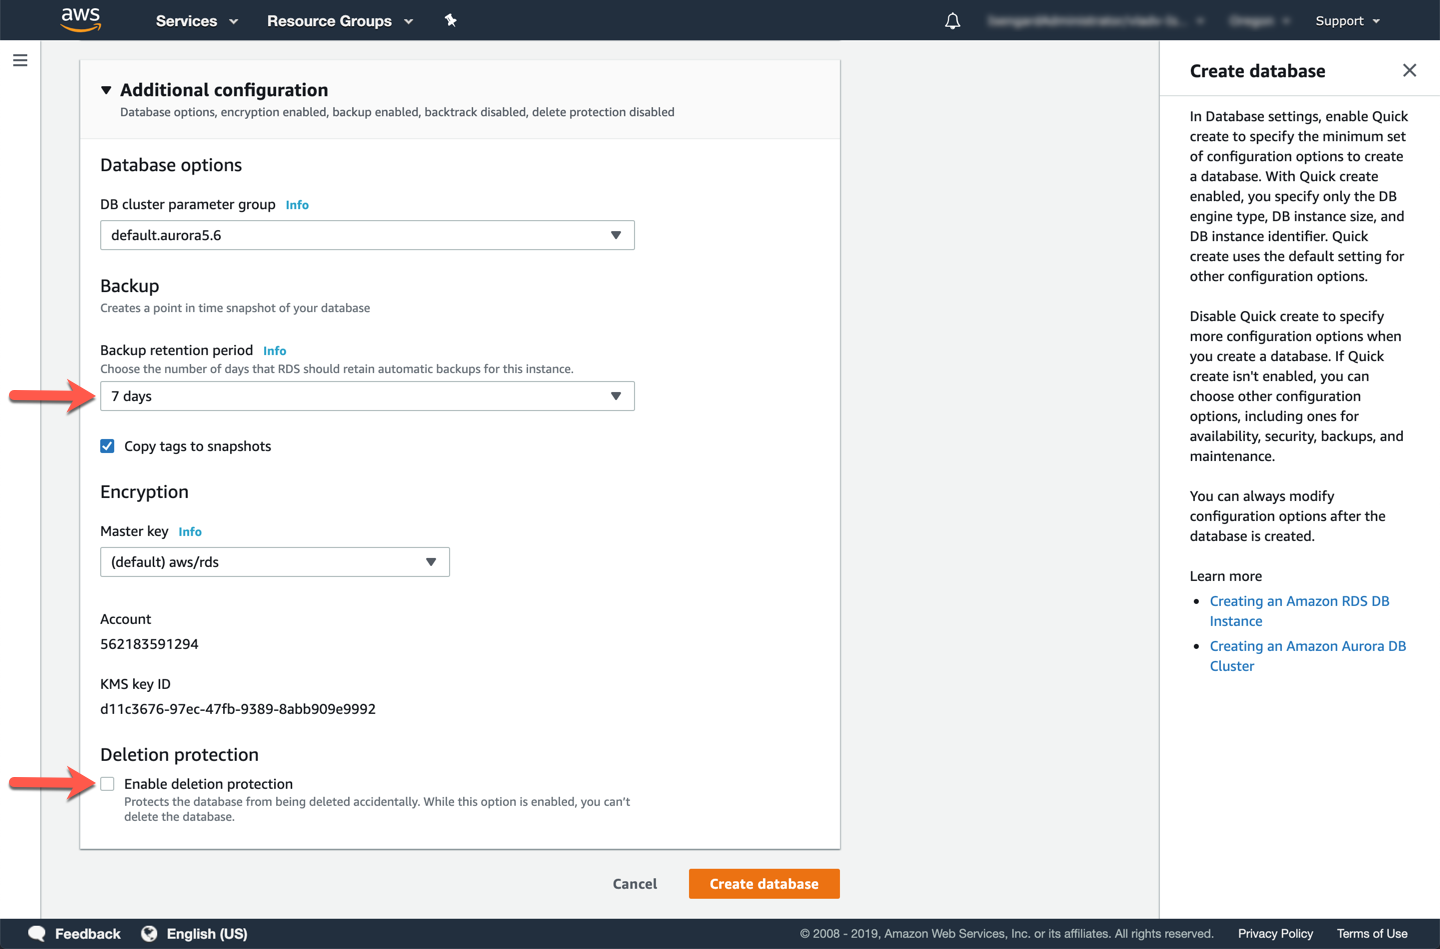 aws
Services
Resource Groups
Support
Additional configuration
Database options, encryption enabled, backup enabled, backtrack disabled, delete protection disabled
Database options
DB cluster parameter group Info
default.aurora5.6
Backup
Creates a point in time snapshot of your database
Backup retention period Info
Choose the number of days that RDS should retain automatic backups for this instance.
7 days
Copy tags to snapshots
Encryption
Master key Info
(default) aws/rds
Account
562183591294
KMS key ID
d11c3676-97ec-47fb-9389-8abb909e9992
Deletion protection
Enable deletion protection
Protects the database from being deleted accidentally. While this option is enabled, you can't
delete the database.
Cancel
Create database
Create database
In Database settings, enable Quick
create to specify the minimum set
of configuration options to create
a database. With Quick create
enabled, you specify only the DB
engine type, DB instance size, and
DB instance identifier. Quick
create uses the default setting for
other configuration options.
Disable Quick create to specify
more configuration options when
you create a database. If Quick
create isn't enabled, you can
choose other configuration
options, including ones for
availability, security, backups, and
maintenance.
You can always modify
configuration options after the
database is created.
Learn more
Creating an Amazon RDS DB
Instance
Creating an Amazon Aurora DB
Cluster
Feedback
English (US)
© 2008 - 2019, Amazon Web Services, Inc. or its affiliates. All rights reserved.
Privacy Policy
Terms of Use